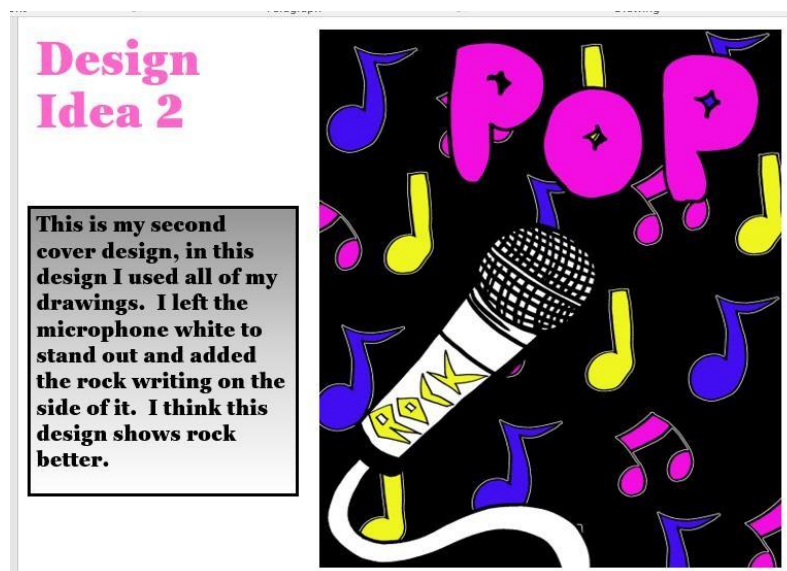 Design
Idea 2
This is my second
cover design, in this
design I used all of my
drawings.  I left the
microphone white to
stand out and added
the rock writing on the
side of it.  I think this
design shows rock
better.
POP
ROCK